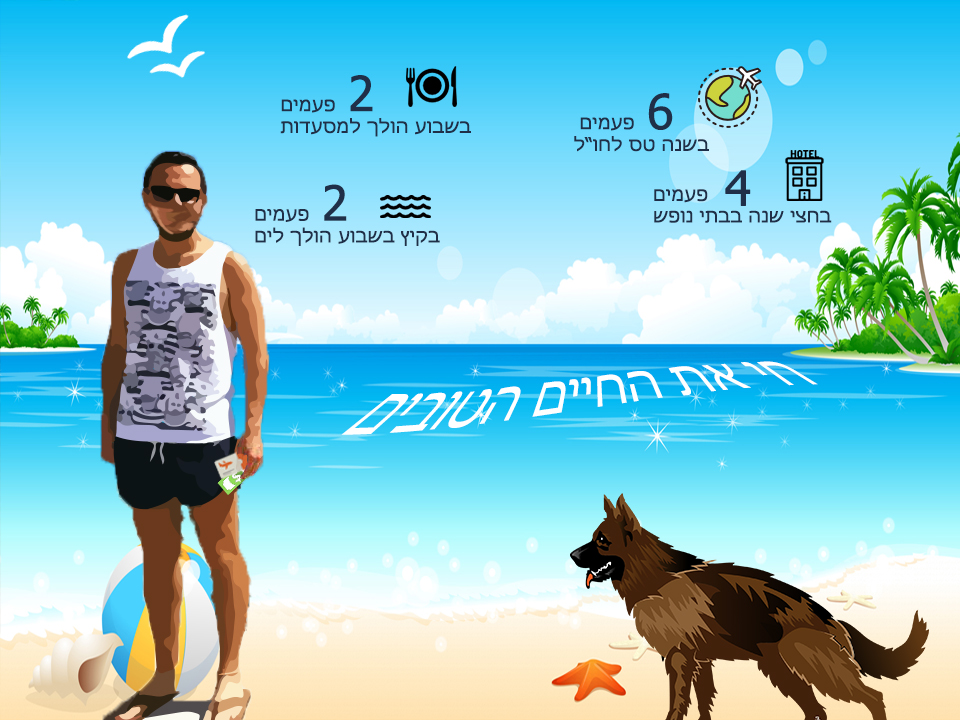 6 פעמים
בשנה טס לחו"ל
HOTEL
4 פעמים
בחצי שנה בבתי נופש
2 פעמים
בשבוע הולך למסעדות
2 פעמים
בקיץ בשבוע הולך לים
חי את החיים הטובים